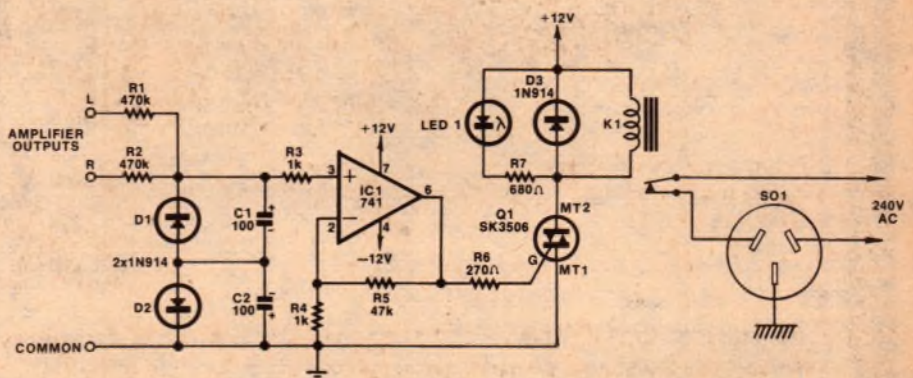 +12V
L
R1
470k
AMPLIFIER
OUTPUTS
R
R2
470k
D1
2x1N914
D2
COMMON
C1
100
+
-
C2
100
-
+
R3
1k
3
+
2
−
IC1
741
+12V
7
6
4
−12V
R4
1k
R5
47k
R6
270Ω
LED 1
λ
D3
1N914
K1
R7
680Ω
Q1
SK3506
MT2
G
MT1
SO1
240V
AC